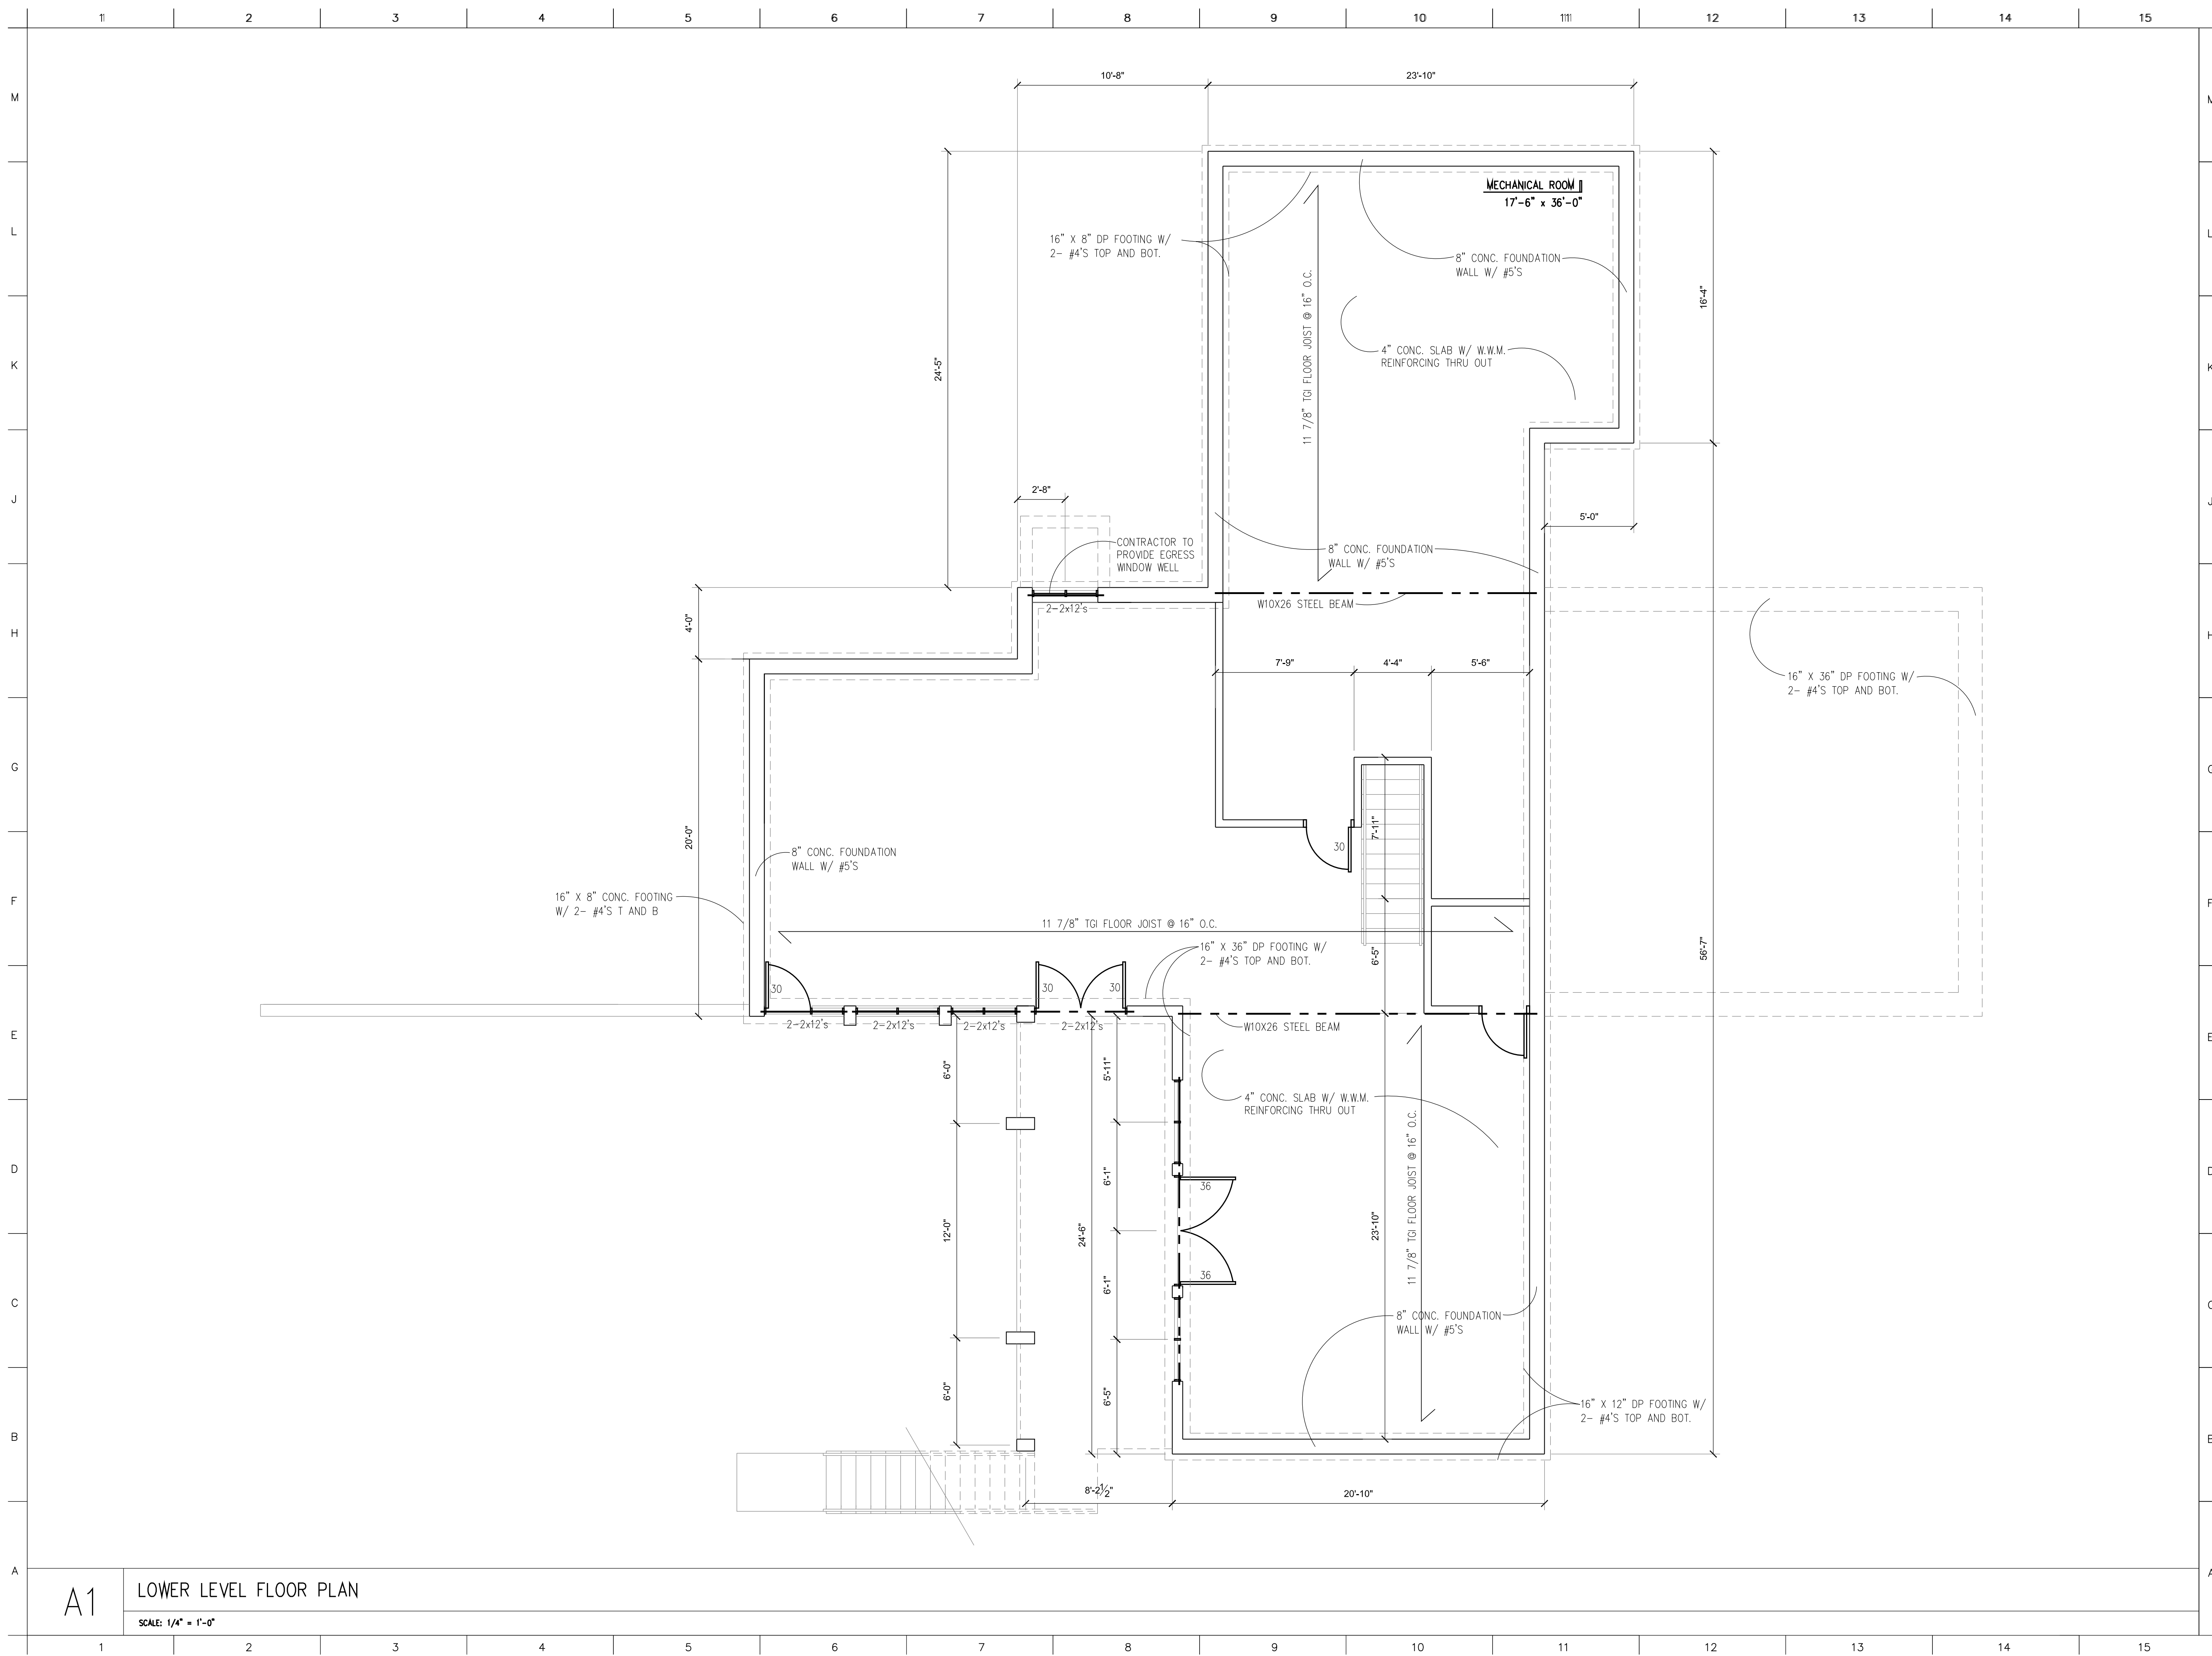 1 2 3 4 5 6 7 8 9 10 11 12 13 14 15
M
L
K
J
H
G
F
E
D
C
B
A
10'-8"
23'-10"
MECHANICAL ROOM
17'-6" x 36'-0"
16" X 8" DP FOOTING W/
2- #4'S TOP AND BOT.
8" CONC. FOUNDATION
WALL W/ #5'S
11 7/8" TGI FLOOR JOIST @ 16" O.C.
16'-4"
24'-5"
4" CONC. SLAB W/ W.W.M.
REINFORCING THRU OUT
2'-8"
5'-0"
CONTRACTOR TO
PROVIDE EGRESS
WINDOW WELL
8" CONC. FOUNDATION
WALL W/ #5'S
2-2x12's
W10X26 STEEL BEAM
4'-0"
7'-9"
4'-4"
5'-6"
16" X 36" DP FOOTING W/
2- #4'S TOP AND BOT.
20'-0"
7'-11"
30
8" CONC. FOUNDATION
WALL W/ #5'S
16" X 8" CONC. FOOTING
W/ 2- #4'S T AND B
11 7/8" TGI FLOOR JOIST @ 16" O.C.
16" X 36" DP FOOTING W/
2- #4'S TOP AND BOT.
6'-5"
56'-7"
30
30
30
2-2x12's
2-2x12's
2-2x12's
2-2x12's
W10X26 STEEL BEAM
6'-0"
5'-11"
4" CONC. SLAB W/ W.W.M.
REINFORCING THRU OUT
11 7/8" TGI FLOOR JOIST @ 16" O.C.
6'-1"
36
12'-0"
24'-6"
23'-10"
36
6'-1"
8" CONC. FOUNDATION
WALL W/ #5'S
6'-0"
6'-5"
16" X 12" DP FOOTING W/
2- #4'S TOP AND BOT.
8'-2½"
20'-10"
A1
LOWER LEVEL FLOOR PLAN
SCALE: 1/4" = 1'-0"
1 2 3 4 5 6 7 8 9 10 11 12 13 14 15